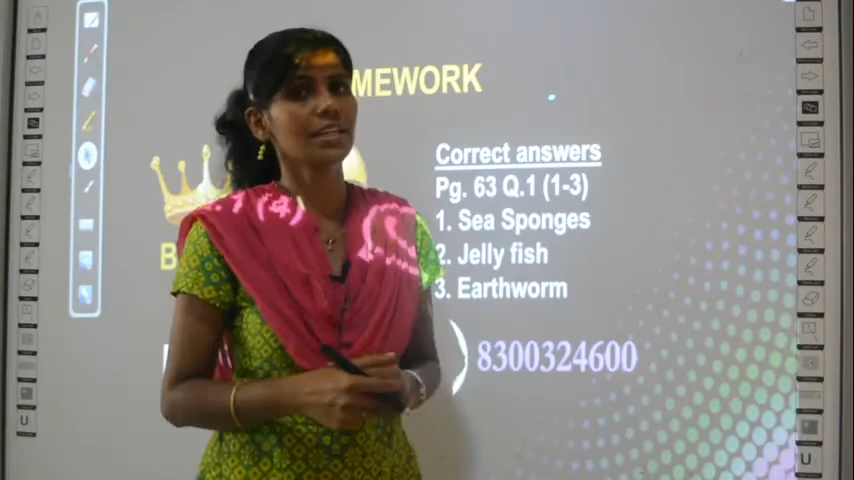 MEWORK
Correct answers
Pg. 63 Q.1 (1-3)
1. Sea Sponges
2. Jelly fish
3. Earthworm
8300324600